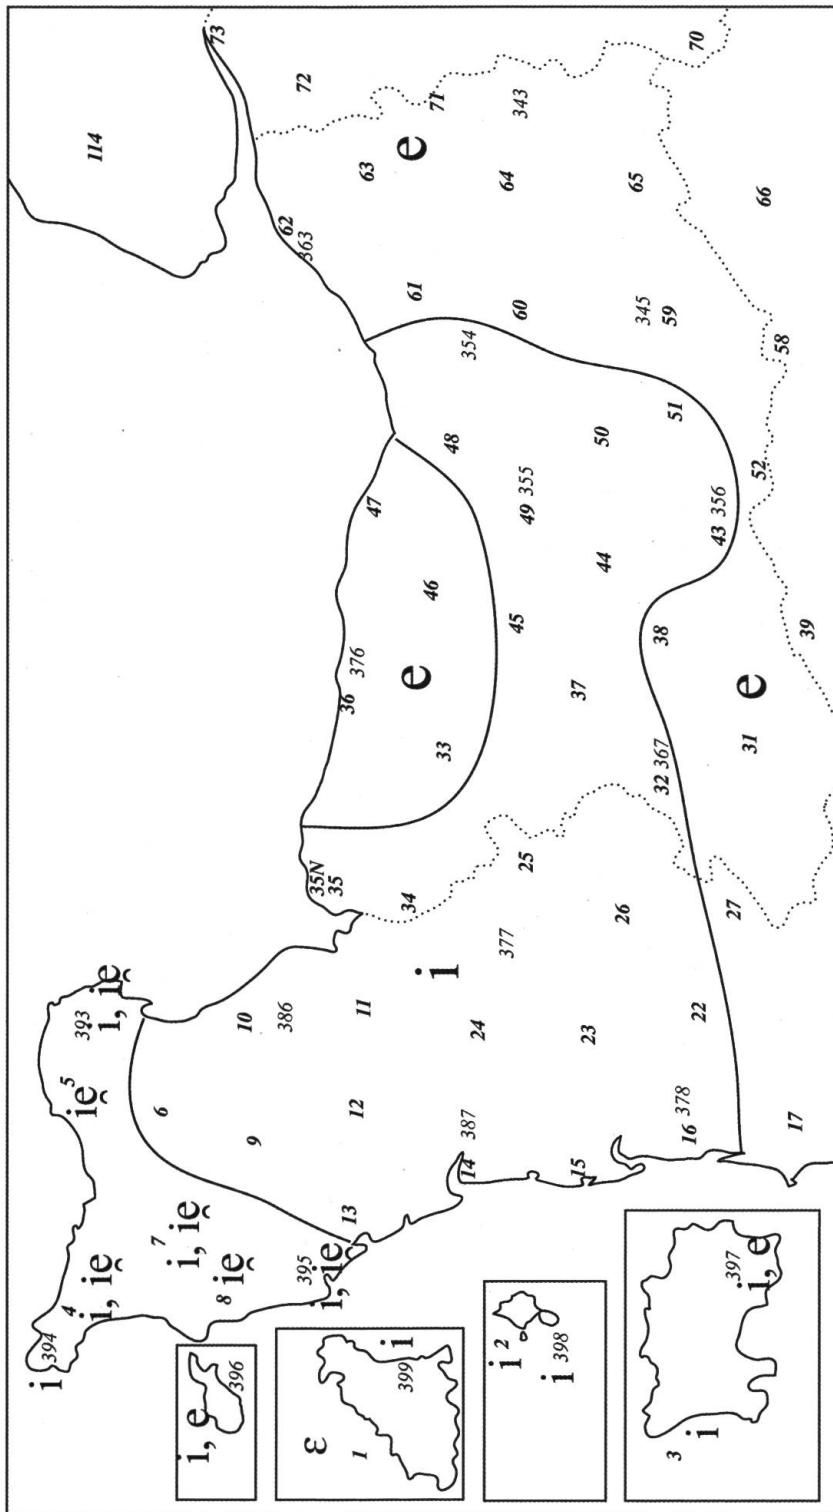 i 394
4 5 393
i, ie̯ ie̯ i, ie̯ 114
7 6
i, ie̯
i, e
8 10 73
396 ie̯ 9
386 62
395 363 72
ε 35N
i, ie̯ 35
1 13 12 11 36 376 47 63
399 i 34 e 61 e
i 33 46 48 71
14 387 24 354
i 2 377 64
25 45 49 355 60 343
i 398 15 37
23 44 50
26 345 65
3 32 367 38 59 51
16 378 22 70
i 43 356
397 27
i, e 31 e 52 66
17 39 58